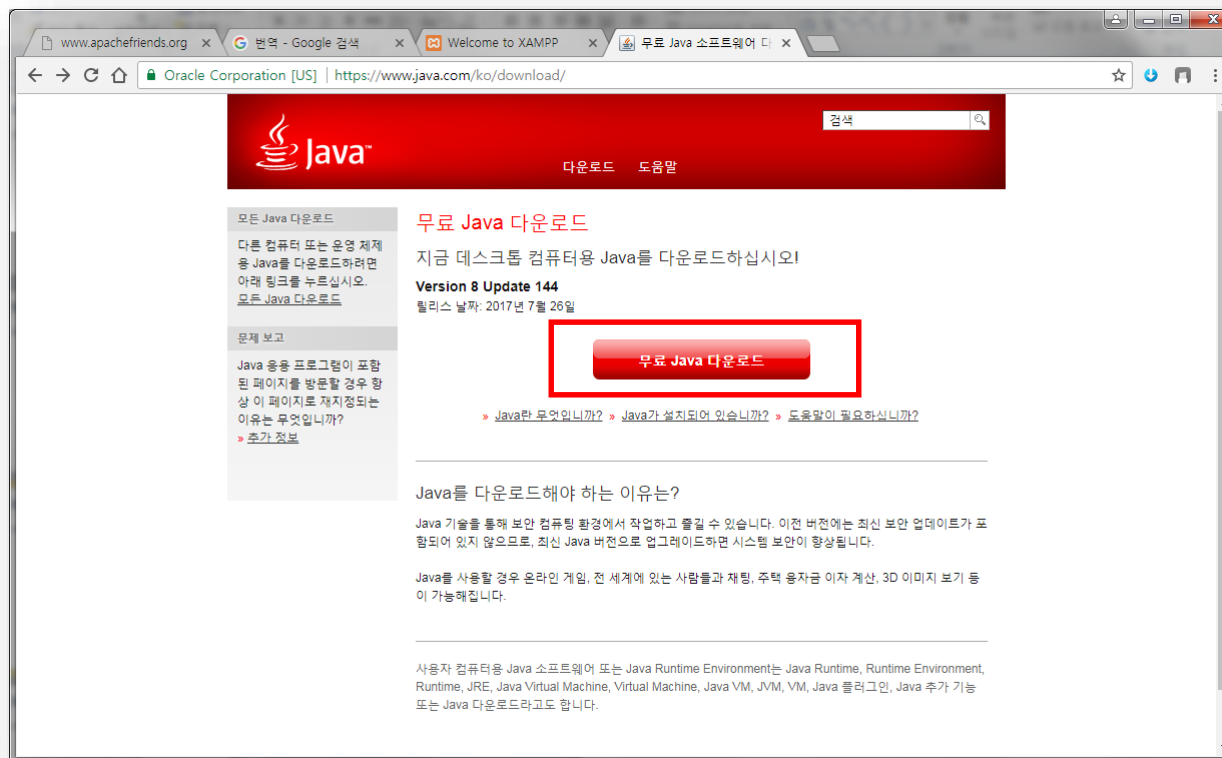 www.apachefriends.org
번역 - Google 검색
Welcome to XAMPP
무료 Java 소프트웨어 다
Oracle Corporation [US] | https://www.java.com/ko/download/
Java™
검색
다운로드 도움말
모든 Java 다운로드
다른 컴퓨터 또는 운영 체제
용 Java를 다운로드하려면
아래 링크를 누르십시오.
모든 Java 다운로드
문제 보고
Java 응용 프로그램이 포함
된 페이지를 방문할 경우 항
상 이 페이지로 재지정되는
이유는 무엇입니까?
» 추가 정보
무료 Java 다운로드
지금 데스크톱 컴퓨터용 Java를 다운로드하십시오!
Version 8 Update 144
릴리스 날짜: 2017년 7월 26일
무료 Java 다운로드
» Java란 무엇입니까? » Java가 설치되어 있습니까? » 도움말이 필요하십니까?
Java를 다운로드해야 하는 이유는?
Java 기술을 통해 보안 컴퓨팅 환경에서 작업하고 즐길 수 있습니다. 이전 버전에는 최신 보안 업데이트가 포
함되어 있지 않으므로, 최신 Java 버전으로 업그레이드하면 시스템 보안이 향상됩니다.
Java를 사용할 경우 온라인 게임, 전 세계에 있는 사람들과 채팅, 주택 융자금 이자 계산, 3D 이미지 보기 등
이 가능해집니다.
사용자 컴퓨터용 Java 소프트웨어 또는 Java Runtime Environment는 Java Runtime, Runtime Environment,
Runtime, JRE, Java Virtual Machine, Virtual Machine, Java VM, JVM, VM, Java 플러그인, Java 추가 기능
또는 Java 다운로드라고도 합니다.